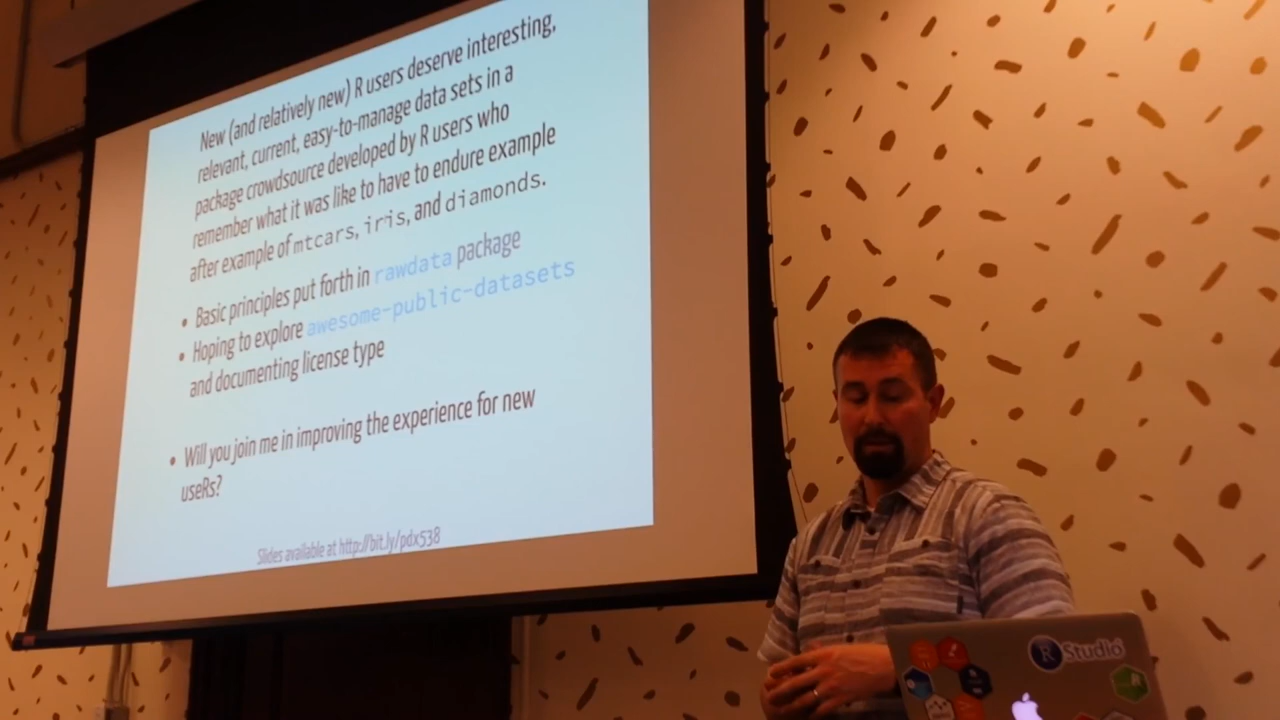 New (and relatively new) R users deserve interesting,
relevant, current, easy-to-manage data sets in a
package crowdsource developed by R users who
remember what it was like to have to endure example
after example of mtcars, iris, and diamonds.
• Basic principles put forth in rawdata package
• Hoping to explore awesome-public-datasets
and documenting license type
• Will you join me in improving the experience for new
useRs?
Slides available at http://bit.ly/pdx538
R Studio